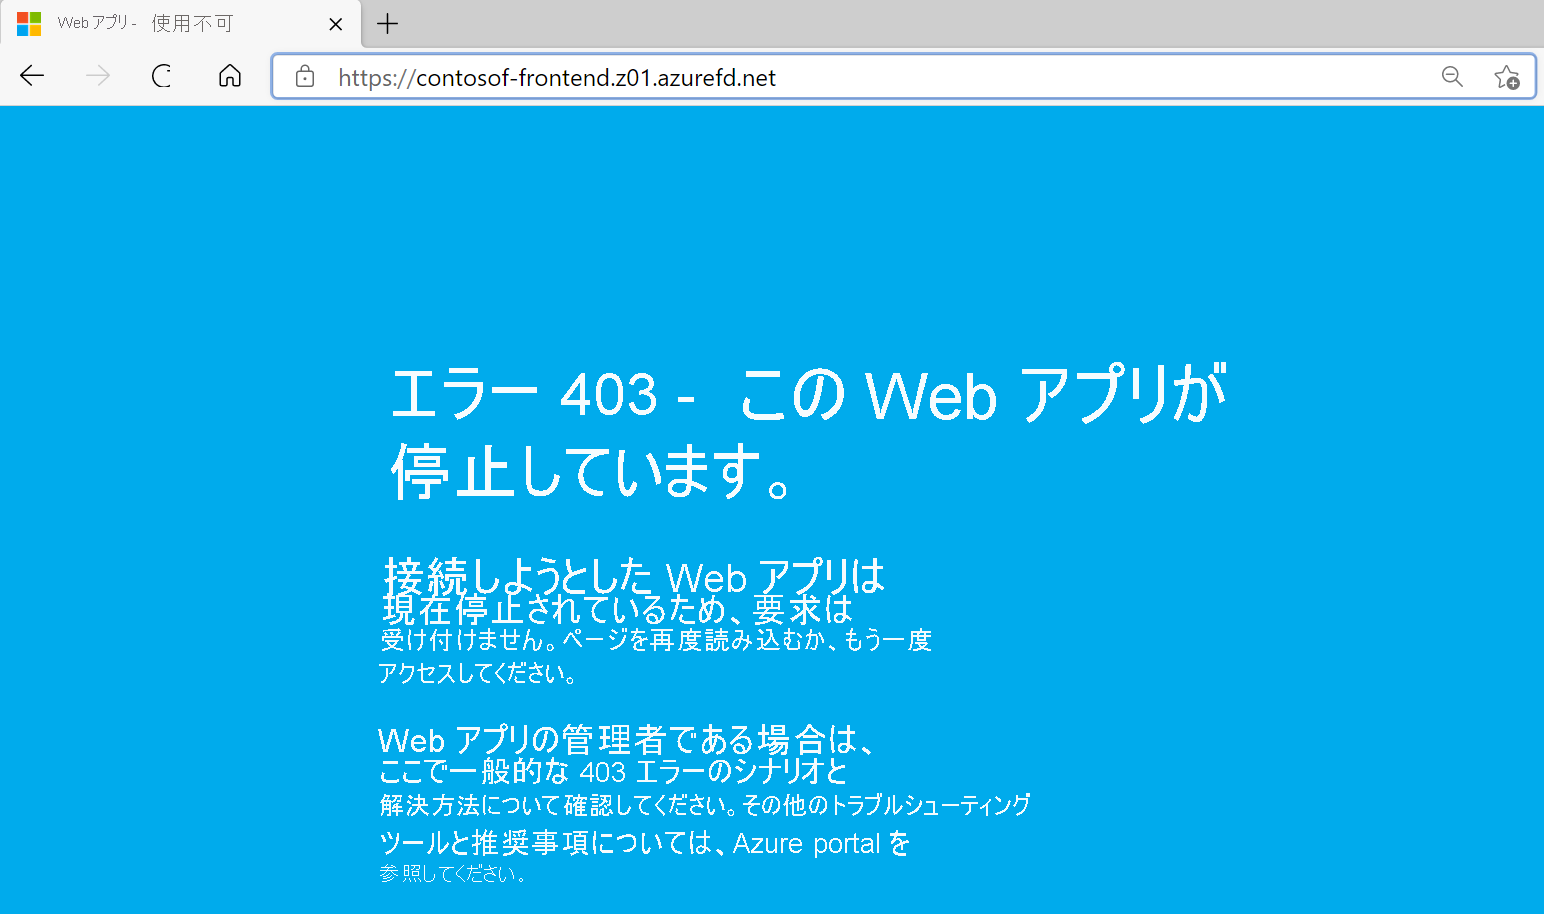 Web アプリ - 使用不可
https://contosof-frontend.z01.azurefd.net
エラー 403 - この Web アプリが
停止しています。
接続しようとした Web アプリは
現在停止されているため、要求は
受け付けません。ページを再度読み込むか、もう一度
アクセスしてください。
Web アプリの管理者である場合は、
ここで一般的な 403 エラーのシナリオと
解決方法について確認してください。その他のトラブルシューティング
ツールと推奨事項については、Azure portal を
参照してください。